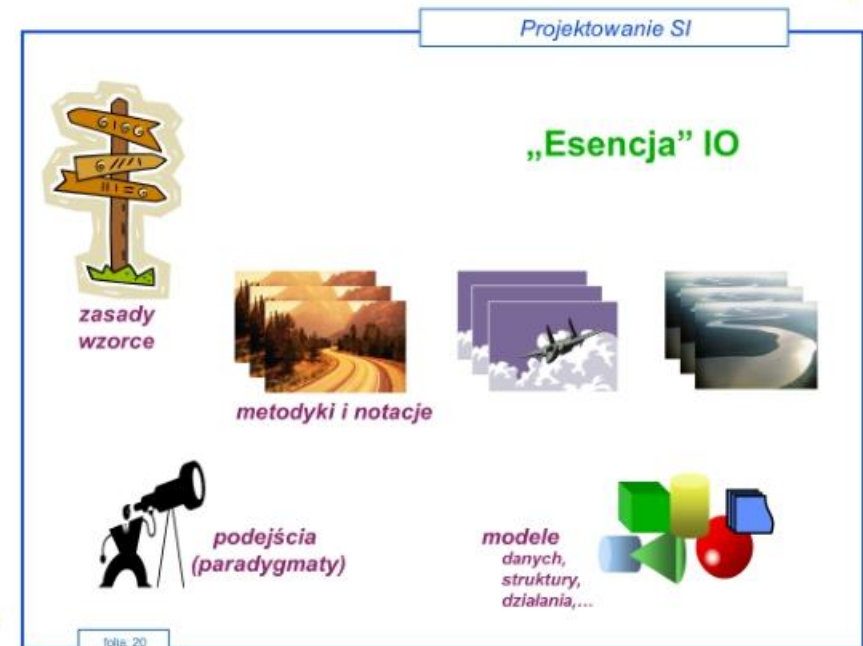 Projektowanie SI
„Esencja” IO
zasady
wzorce
metodyki i notacje
podejścia
(paradygmaty)
modele
danych,
struktury,
działania,...
folia 20